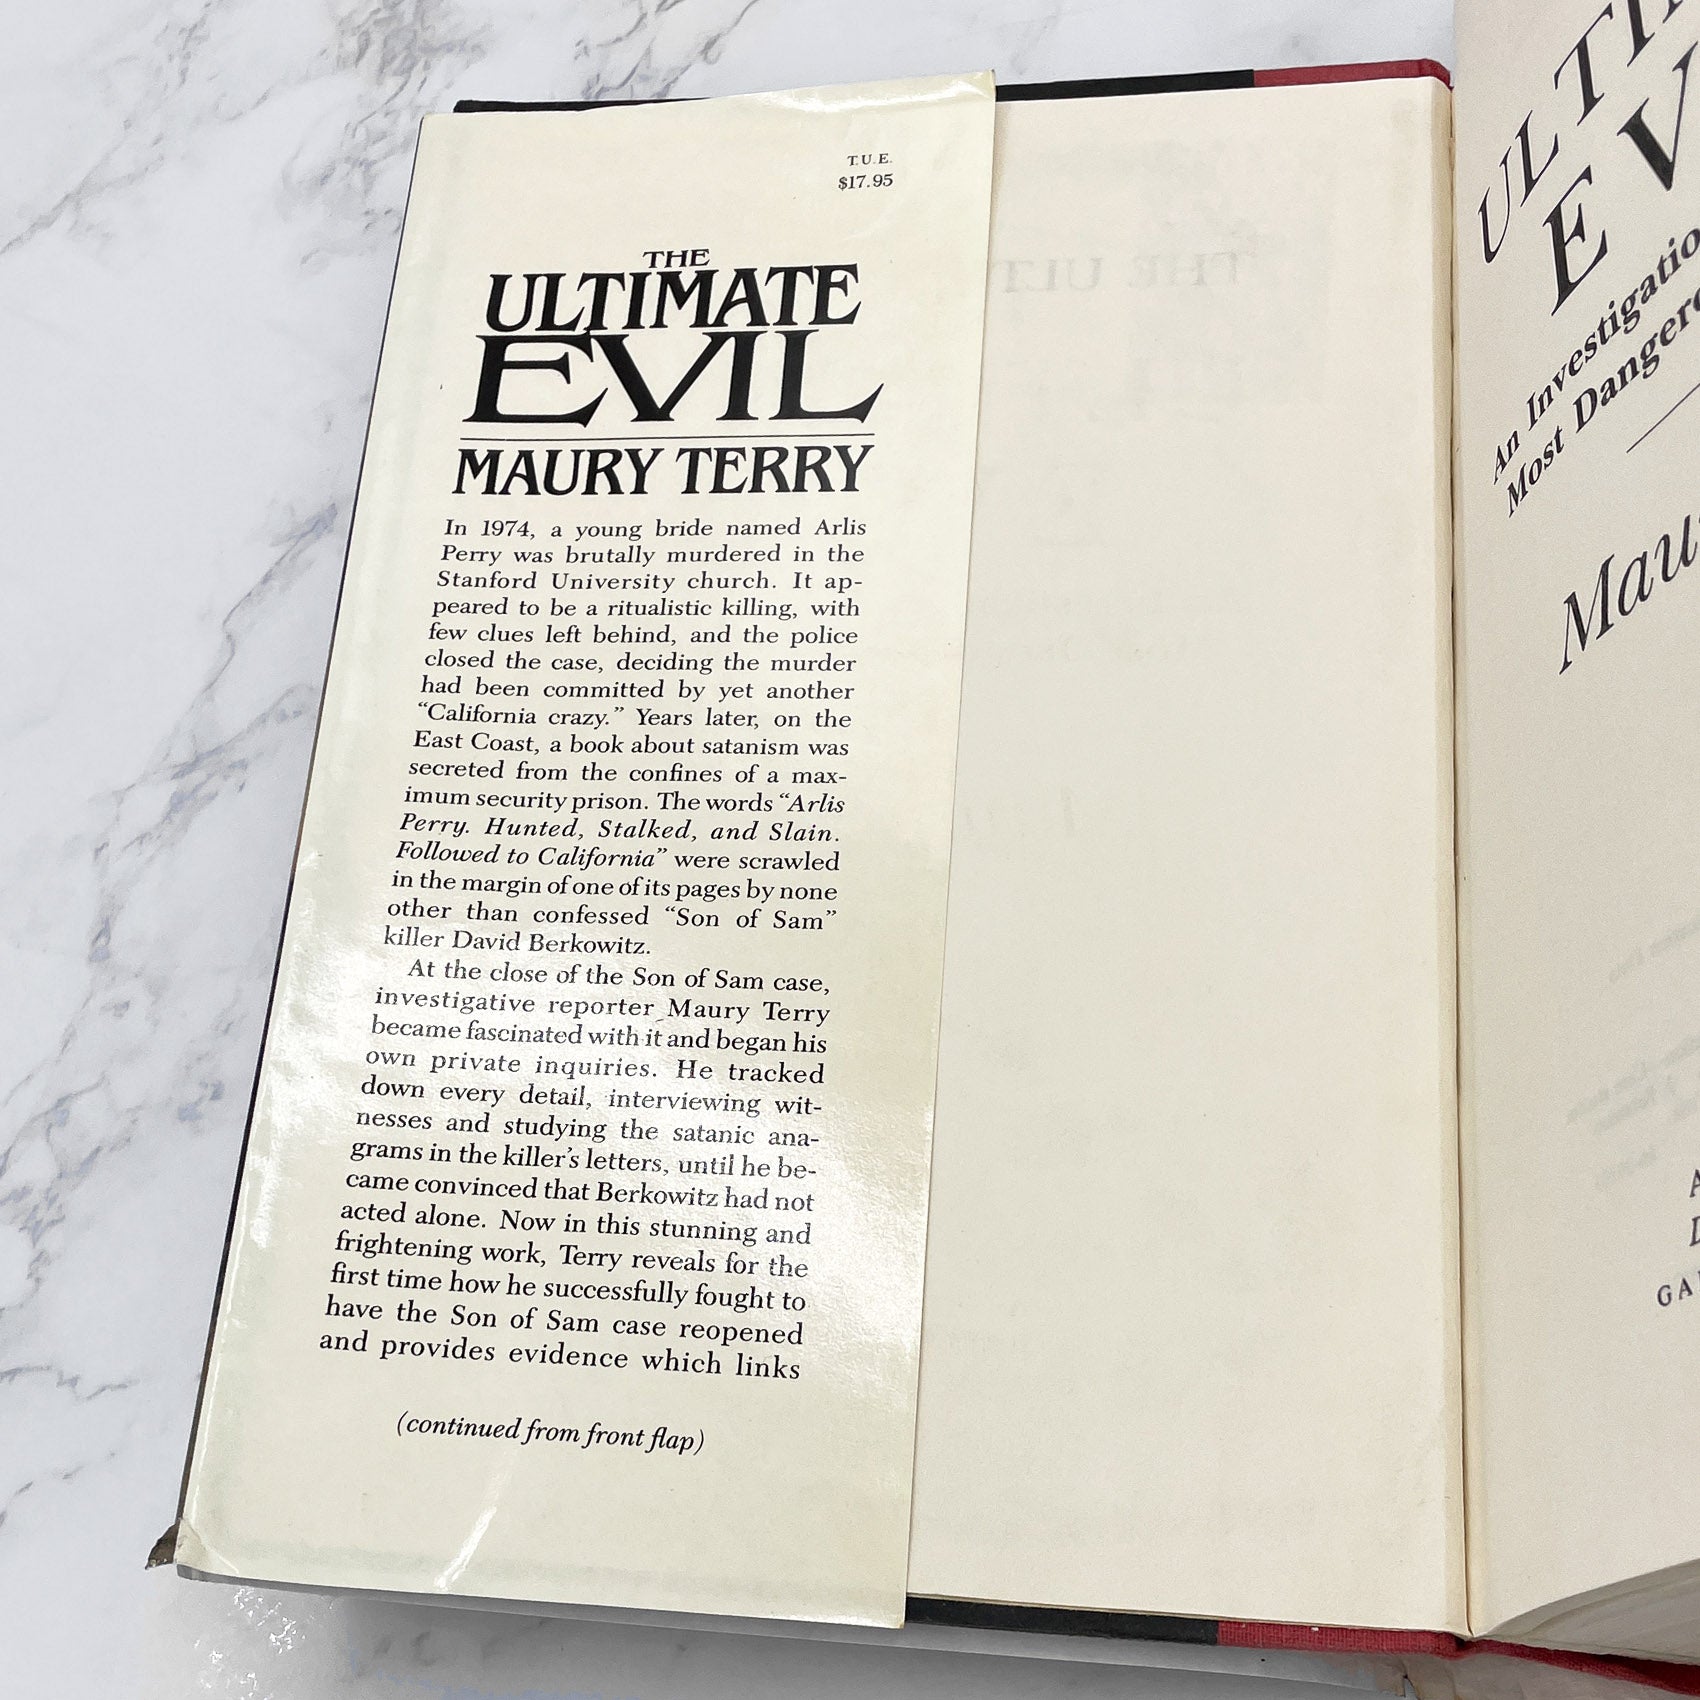 T.U.E.
$17.95
THE
ULTIMATE
EVIL
MAURY TERRY
In 1974, a young bride named Arlis
Perry was brutally murdered in the
Stanford University church. It ap-
peared to be a ritualistic killing, with
few clues left behind, and the police
closed the case, deciding the murder
had been committed by yet another
“California crazy.” Years later, on the
East Coast, a book about satanism was
secreted from the confines of a max-
imum security prison. The words “Arlis
Perry. Hunted, Stalked, and Slain.
Followed to California” were scrawled
in the margin of one of its pages by none
other than confessed “Son of Sam”
killer David Berkowitz.
At the close of the Son of Sam case,
investigative reporter Maury Terry
became fascinated with it and began his
own private inquiries. He tracked
down every detail, interviewing wit-
nesses and studying the satanic ana-
grams in the killer’s letters, until he be-
came convinced that Berkowitz had not
acted alone. Now in this stunning and
frightening work, Terry reveals for the
first time how he successfully fought to
have the Son of Sam case reopened
and provides evidence which links
(continued from front flap)
An Investigatio
Most Dangero
Mau